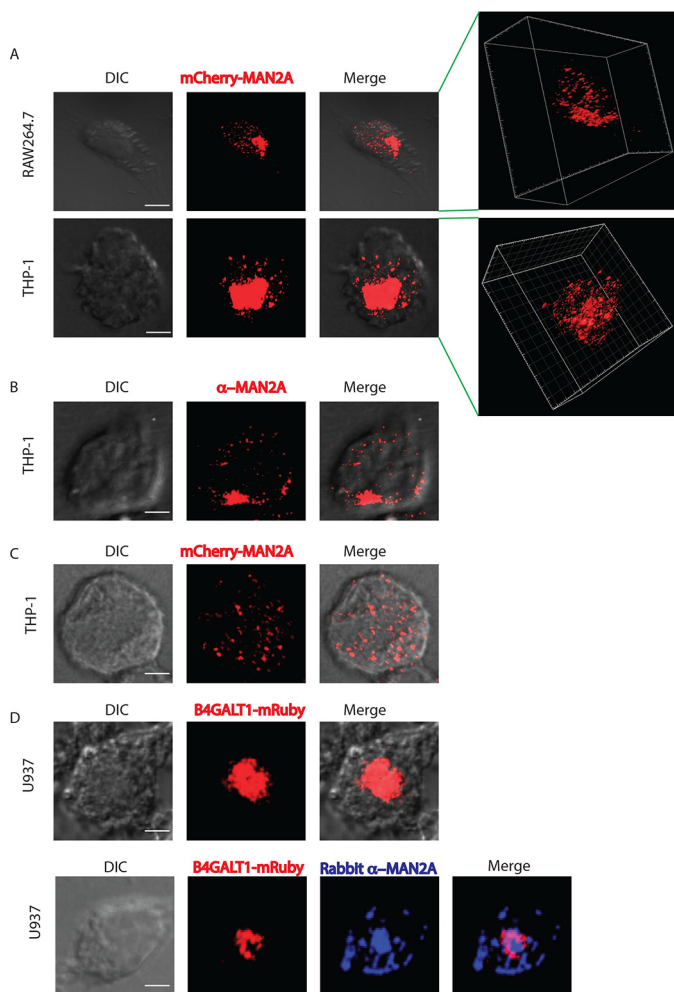 A
DIC mCherry-MAN2A Merge
RAW264.7
THP-1
B
DIC α–MAN2A Merge
THP-1
C
DIC mCherry-MAN2A Merge
THP-1
D
DIC B4GALT1-mRuby Merge
U937
DIC B4GALT1-mRuby Rabbit α-MAN2A Merge
U937